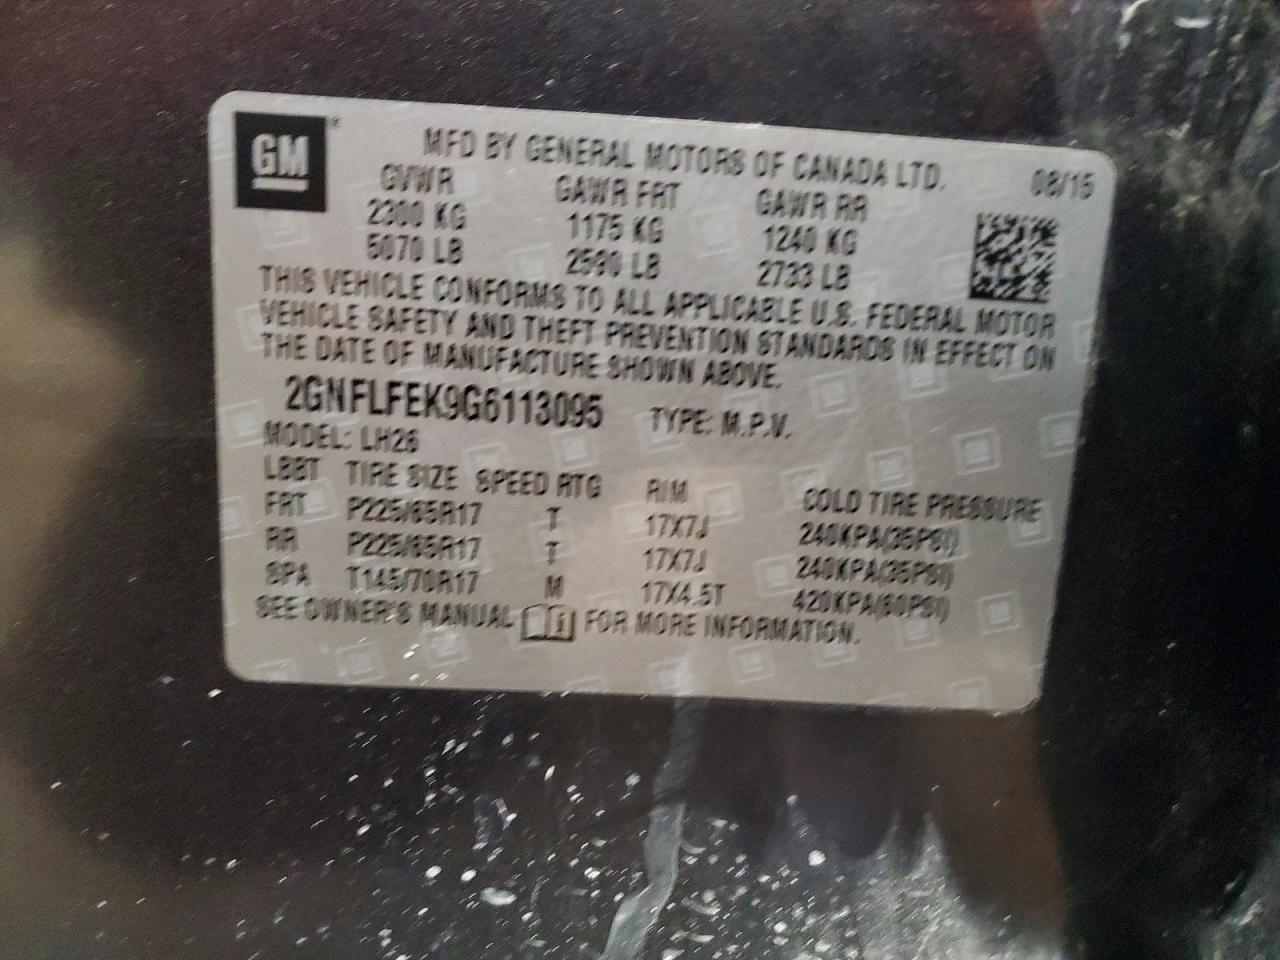 GM®
MFD BY GENERAL MOTORS OF CANADA LTD.
08/15
GVWR GAWR FRT GAWR RR
2300 KG 1175 KG 1240 KG
5070 LB 2590 LB 2733 LB
THIS VEHICLE CONFORMS TO ALL APPLICABLE U.S. FEDERAL MOTOR
VEHICLE SAFETY AND THEFT PREVENTION STANDARDS IN EFFECT ON
THE DATE OF MANUFACTURE SHOWN ABOVE.
2GNFLFEK9G6113095 TYPE: M.P.V.
MODEL: LH26
LBBT TIRE SIZE SPEED RTG RIM COLD TIRE PRESSURE
FRT P225/65R17 T 17X7J 240KPA(35PSI)
RR P225/65R17 T 17X7J 240KPA(35PSI)
SPA T145/70R17 M 17X4.5T 420KPA(60PSI)
SEE OWNER'S MANUAL FOR MORE INFORMATION.